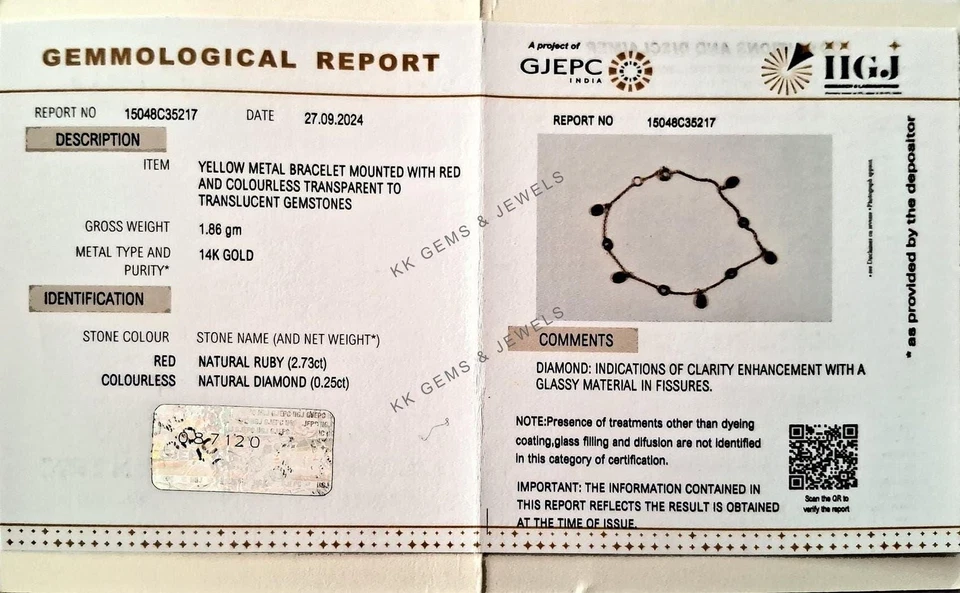 GEMMOLOGICAL REPORT
REPORT NO 15048C35217 DATE 27.09.2024
DESCRIPTION
ITEM YELLOW METAL BRACELET MOUNTED WITH RED
AND COLOURLESS TRANSPARENT TO
TRANSLUCENT GEMSTONES
GROSS WEIGHT 1.86 gm
METAL TYPE AND 14K GOLD
PURITY*
IDENTIFICATION
STONE COLOUR STONE NAME (AND NET WEIGHT*)
RED NATURAL RUBY (2.73ct)
COLOURLESS NATURAL DIAMOND (0.25ct)
087120
KK GEMS & JEWELS
KK GEMS & JEWELS
A project of
GJEPC
INDIA
IIGJ
REPORT NO 15048C35217
* as provided by the depositor
COMMENTS
DIAMOND: INDICATIONS OF CLARITY ENHANCEMENT WITH A
GLASSY MATERIAL IN FISSURES.
NOTE:Presence of treatments other than dyeing
coating,glass filling and difusion are not identified
in this category of certification.
IMPORTANT: THE INFORMATION CONTAINED IN
THIS REPORT REFLECTS THE RESULT IS OBTAINED
AT THE TIME OF ISSUE.
Scan the QR to
verify the report